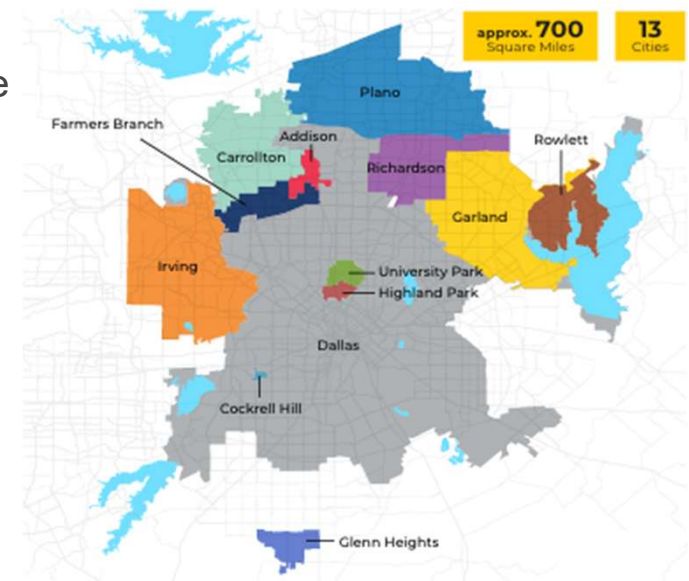 approx. 700
Square Miles
13
Cities
e
Plano
Farmers Branch
Addison
Rowlett
Carrollton
Richardson
Garland
Irving
University Park
Highland Park
Dallas
Cockrell Hill
Glenn Heights